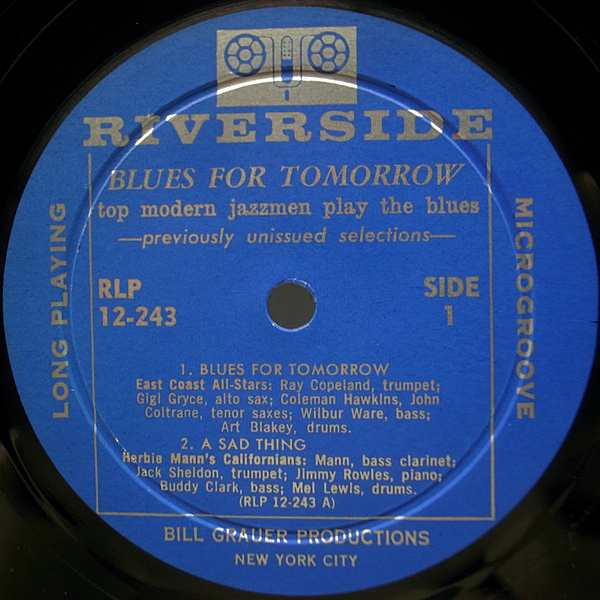 RIVERSIDE
BLUES FOR TOMORROW
top modern jazzmen play the blues
—previously unissued selections—
LONG PLAYING
MICROGROOVE
RLP
12-243
SIDE
1
1. BLUES FOR TOMORROW
East Coast All-Stars: Ray Copeland, trumpet;
Gigi Gryce, alto sax; Coleman Hawkins, John
Coltrane, tenor saxes; Wilbur Ware, bass;
Art Blakey, drums.
2. A SAD THING
Herbie Mann's Californians: Mann, bass clarinet;
Jack Sheldon, trumpet; Jimmy Rowles, piano;
Buddy Clark, bass; Mel Lewis, drums.
(RLP 12-243 A)
BILL GRAUER PRODUCTIONS
NEW YORK CITY